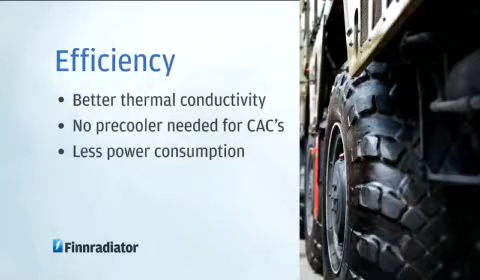 Efficiency
• Better thermal conductivity
• No precooler needed for CAC's
• Less power consumption
Finnradiator